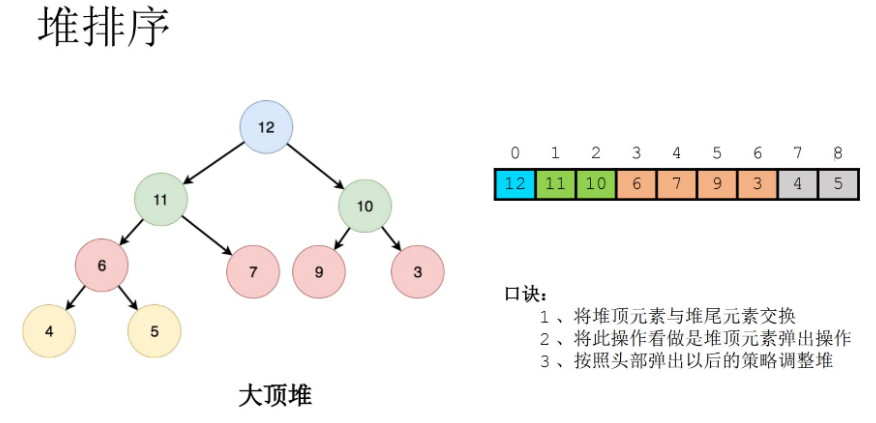 堆排序
12
11
10
6
7
9
3
4
5
大顶堆
0 1 2 3 4 5 6 7 8
12 11 10 6 7 9 3 4 5
口诀：
1 、将堆顶元素与堆尾元素交换
2 、将此操作看做是堆顶元素弹出操作
3 、按照头部弹出以后的策略调整堆